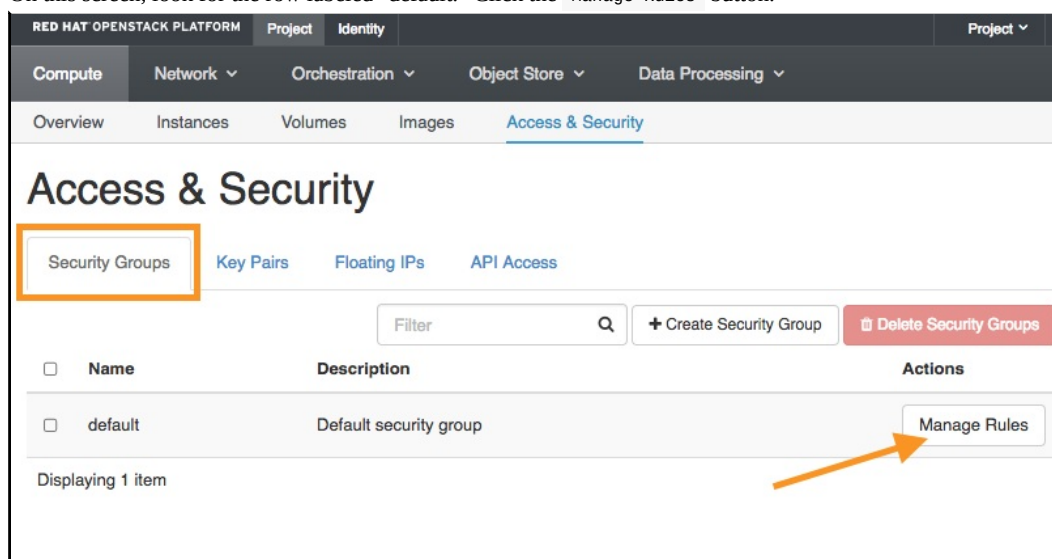 On this screen, look for the row labeled "default." Click the Manage Rules button.
RED HAT OPENSTACK PLATFORM Project Identity Project
Compute Network Orchestration Object Store Data Processing
Overview Instances Volumes Images Access & Security
Access & Security
Security Groups Key Pairs Floating IPs API Access
Filter + Create Security Group Delete Security Groups
Name Description Actions
default Default security group Manage Rules
Displaying 1 item